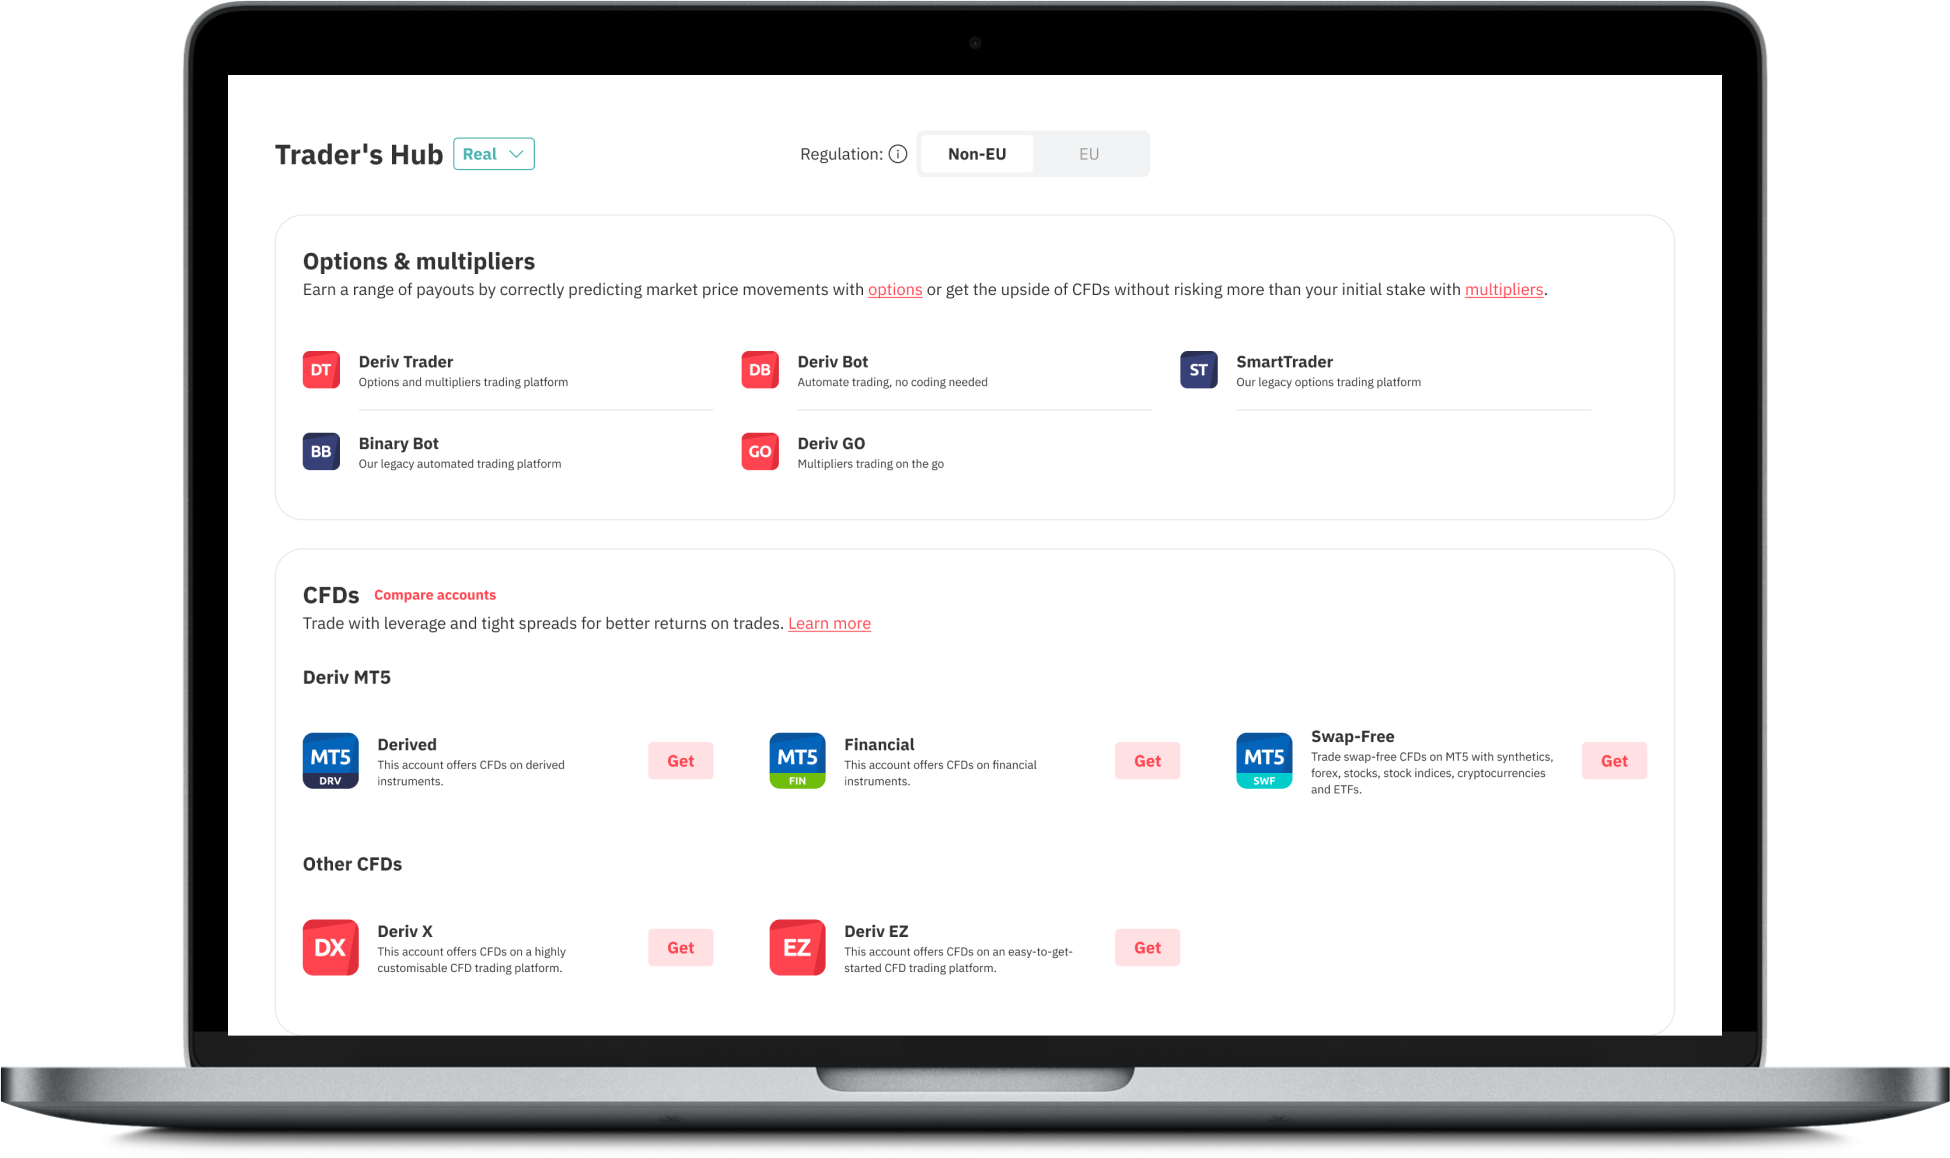 Trader's Hub Real
Regulation: Non-EU EU
Options & multipliers
Earn a range of payouts by correctly predicting market price movements with options or get the upside of CFDs without risking more than your initial stake with multipliers.
DT
Deriv Trader
Options and multipliers trading platform
DB
Deriv Bot
Automate trading, no coding needed
ST
SmartTrader
Our legacy options trading platform
BB
Binary Bot
Our legacy automated trading platform
GO
Deriv GO
Multipliers trading on the go
CFDs Compare accounts
Trade with leverage and tight spreads for better returns on trades. Learn more
Deriv MT5
MT5
DRV
Derived
This account offers CFDs on derived
instruments.
Get
MT5
FIN
Financial
This account offers CFDs on financial
instruments.
Get
MT5
SWF
Swap-Free
Trade swap-free CFDs on MT5 with synthetics,
forex, stocks, stock indices, cryptocurrencies
and ETFs.
Get
Other CFDs
DX
Deriv X
This account offers CFDs on a highly
customisable CFD trading platform.
Get
EZ
Deriv EZ
This account offers CFDs on an easy-to-get-
started CFD trading platform.
Get